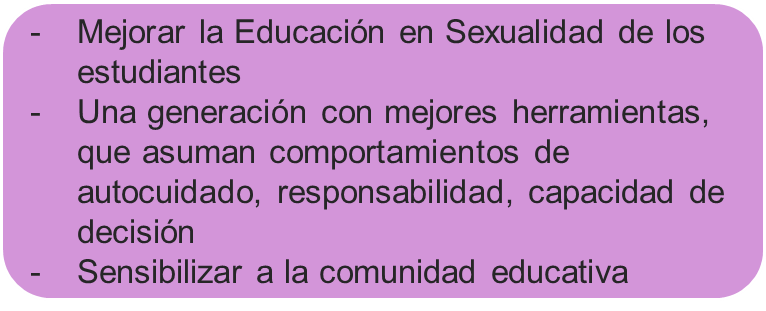 - Mejorar la Educación en Sexualidad de los
estudiantes
- Una generación con mejores herramientas,
que asuman comportamientos de
autocuidado, responsabilidad, capacidad de
decisión
- Sensibilizar a la comunidad educativa